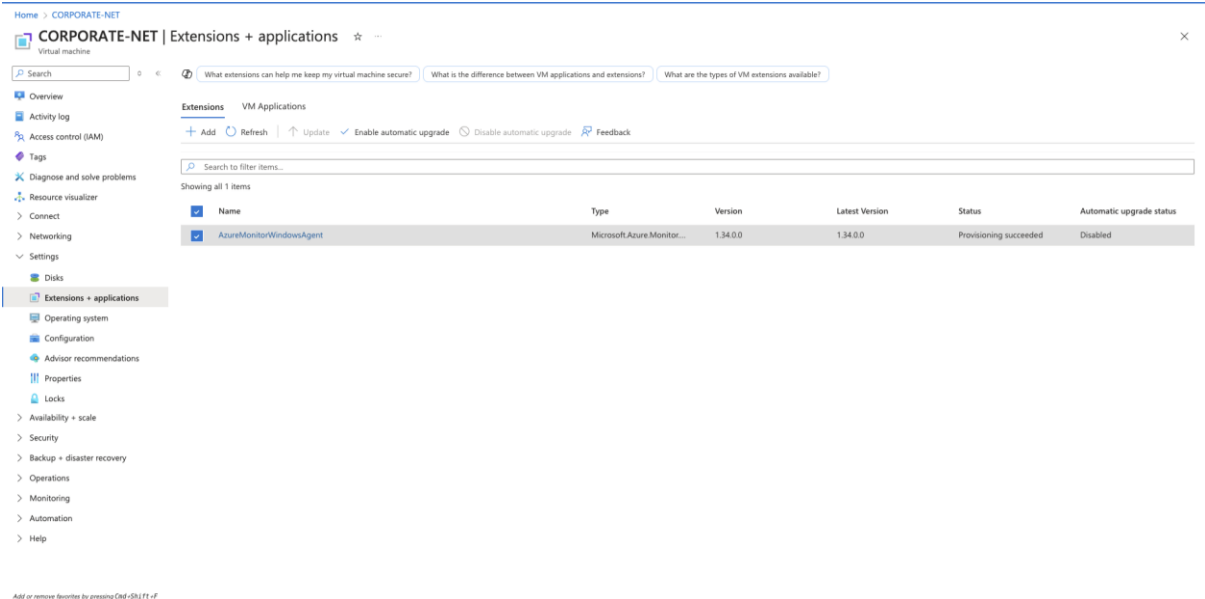 Home > CORPORATE-NET
CORPORATE-NET | Extensions + applications
Virtual machine
Search
What extensions can help me keep my virtual machine secure?
What is the difference between VM applications and extensions?
What are the types of VM extensions available?
Overview
Activity log
Access control (IAM)
Tags
Diagnose and solve problems
Resource visualizer
Connect
Networking
Settings
Disks
Extensions + applications
Operating system
Configuration
Advisor recommendations
Properties
Locks
Availability + scale
Security
Backup + disaster recovery
Operations
Monitoring
Automation
Help
Add or remove favorites by pressing Cmd+Shift+F
Extensions VM Applications
Add Refresh Update Enable automatic upgrade Disable automatic upgrade Feedback
Search to filter items...
Showing all 1 items
Name Type Version Latest Version Status Automatic upgrade status
AzureMonitorWindowsAgent Microsoft.Azure.Monitor... 1.34.0.0 1.34.0.0 Provisioning succeeded Disabled